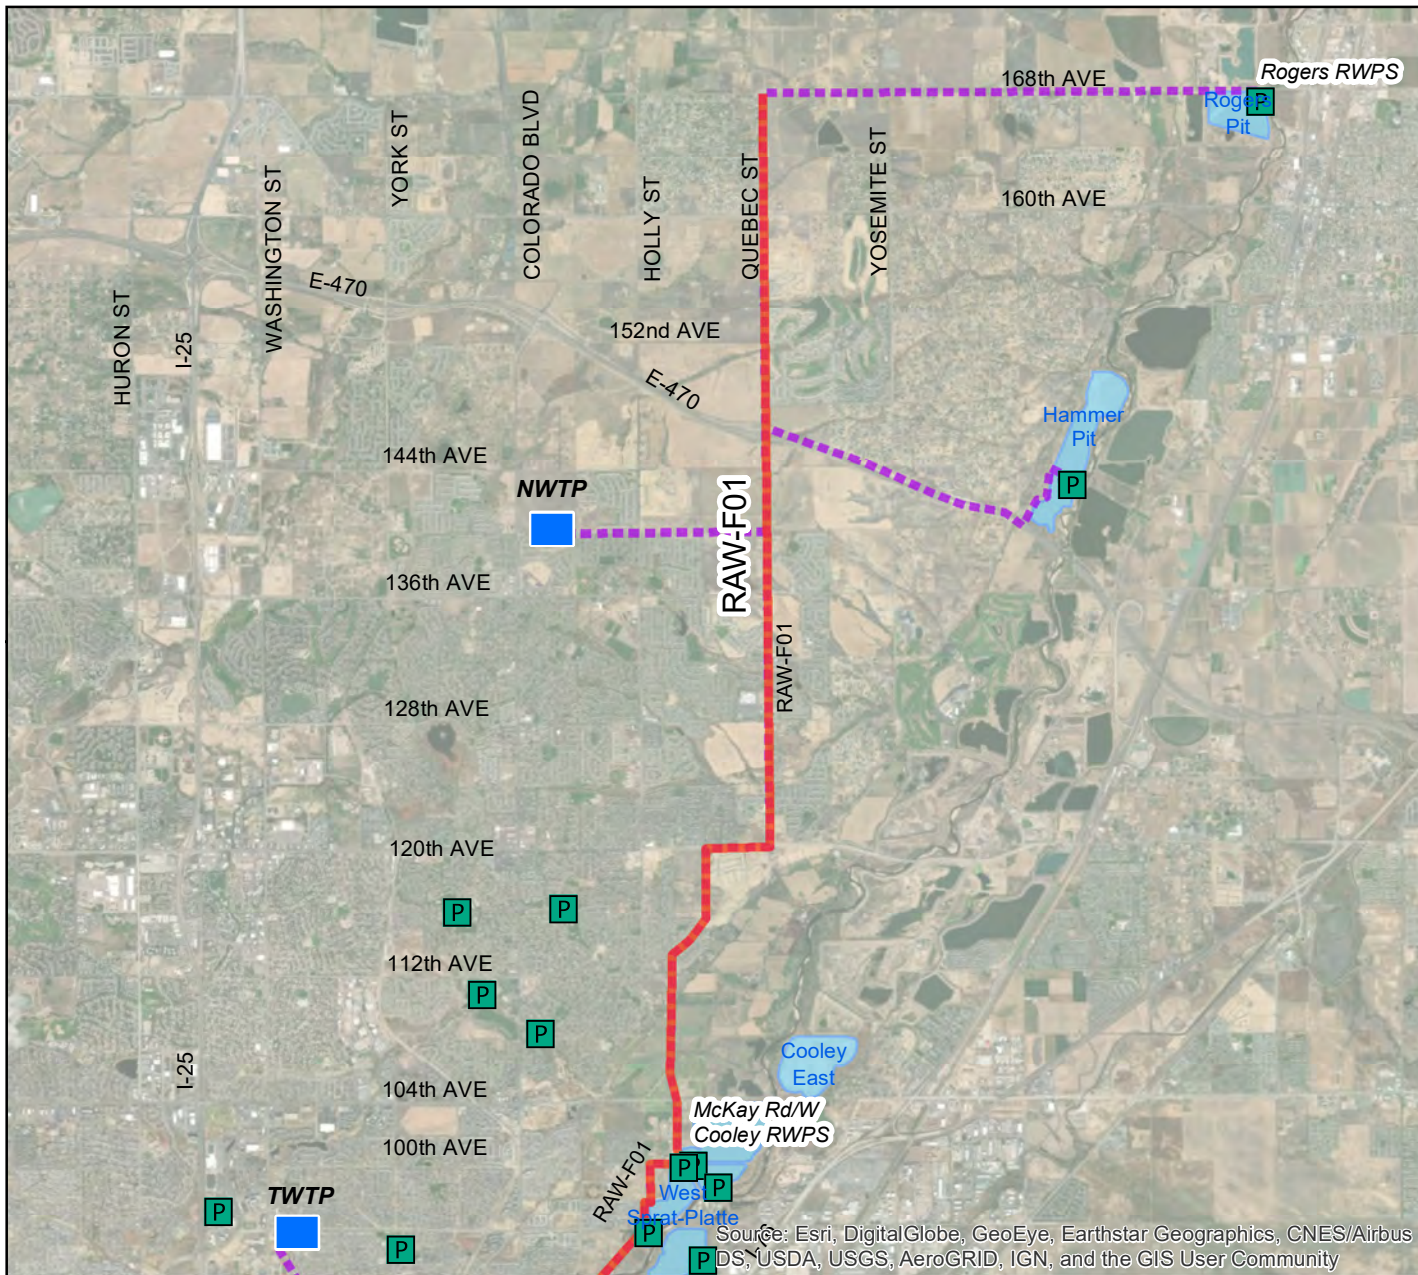 168th AVE
Rogers RWPS
P
Rogers
Pit
COLORADO BLVD
YORK ST
YOSEMITE ST
QUEBEC ST
WASHINGTON ST
HOLLY ST
160th AVE
E-470
HURON ST
I-25
152nd AVE
E-470
Hammer
Pit
144th AVE
NWTP
P
RAW-F01
136th AVE
RAW-F01
128th AVE
120th AVE
P
P
112th AVE
P
P
Cooley
East
I-25
104th AVE
McKay Rd/W
Cooley RWPS
100th AVE
RAW-F01
P
P
West
Sprat-Platte
TWTP
P
P
P
P
I-76
Source: Esri, DigitalGlobe, GeoEye, Earthstar Geographics, CNES/Airbus
DS, USDA, USGS, AeroGRID, IGN, and the GIS User Community